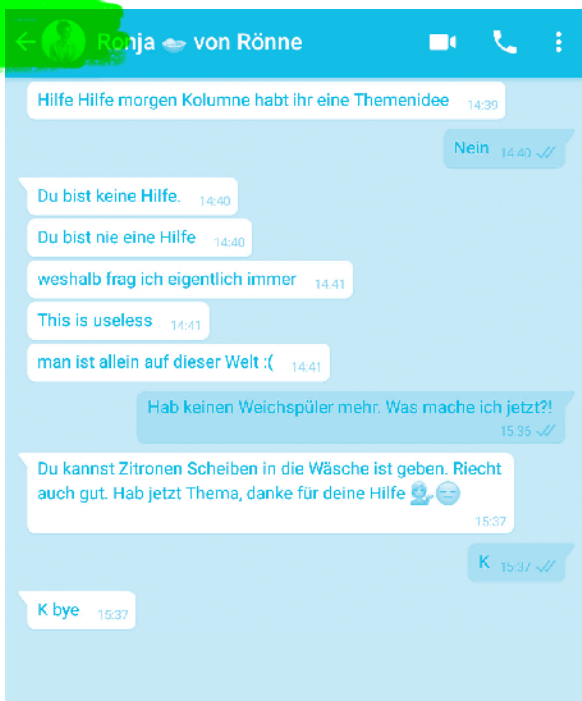 Ronja von Rönne
Hilfe Hilfe morgen Kolumne habt ihr eine Themenidee 14:39
Nein 14:40
Du bist keine Hilfe. 14:40
Du bist nie eine Hilfe 14:40
weshalb frag ich eigentlich immer 14:41
This is useless 14:41
man ist allein auf dieser Welt :( 14:41
Hab keinen Weichspüler mehr. Was mache ich jetzt?!
15:36
Du kannst Zitronen Scheiben in die Wäsche ist geben. Riecht
auch gut. Hab jetzt Thema, danke für deine Hilfe
15:37
K 15:37
K bye 15:37